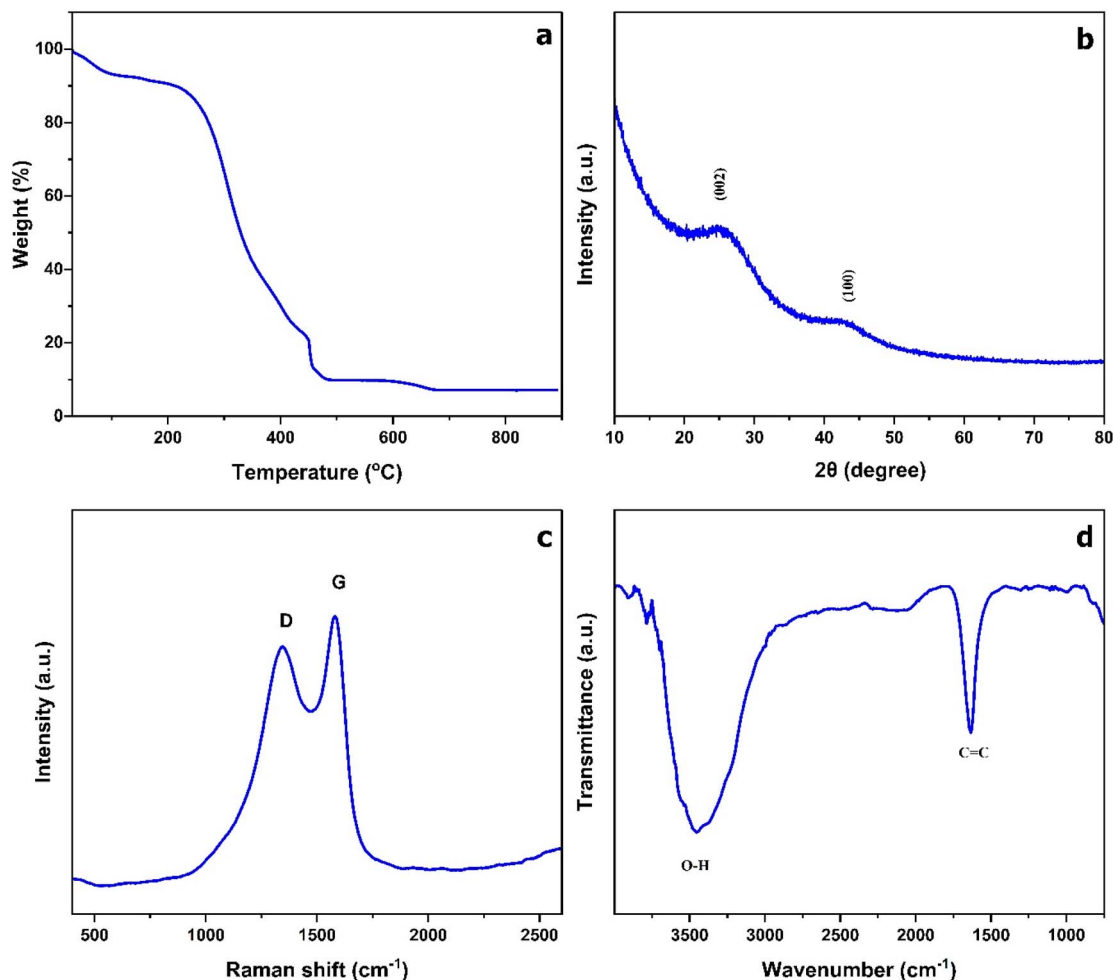 a
100
80
60
40
20
0
Weight (%)
200 400 600 800
Temperature (°C)
b
(002)
(100)
Intensity (a.u.)
10 20 30 40 50 60 70 80
2θ (degree)
c
D
G
Intensity (a.u.)
500 1000 1500 2000 2500
Raman shift (cm⁻¹)
d
O-H
C=C
Transmittance (a.u.)
3500 3000 2500 2000 1500 1000
Wavenumber (cm⁻¹)